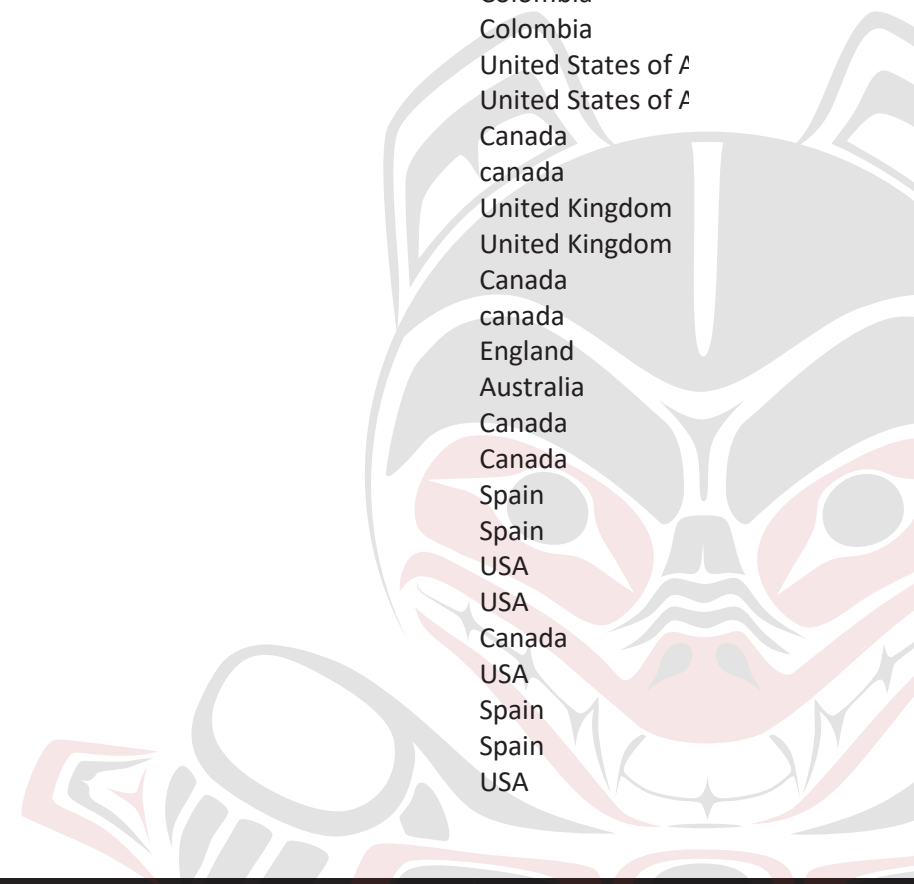 Colombia
United States of
United States of
Canada
canada
United Kingdom
United Kingdom
Canada
canada
England
Australia
Canada
Canada
Spain
Spain
USA
USA
Canada
USA
Spain
Spain
USA